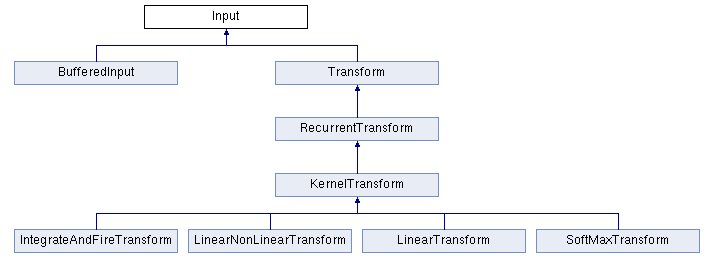 Input
BufferedInput Transform
RecurrentTransform
KernelTransform
IntegrateAndFireTransform LinearNonLinearTransform LinearTransform SoftMaxTransform